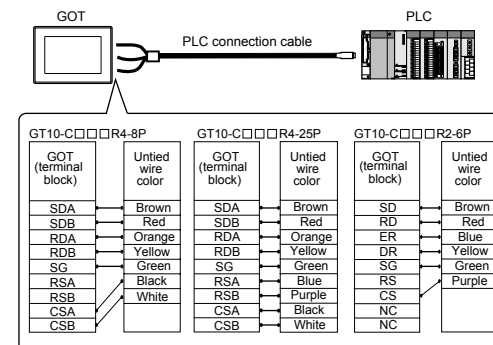 GOT
PLC
PLC connection cable
GT10-C□□□R4-8P
GOT
(terminal
block)
Untied
wire
color
SDA Brown
SDB Red
RDA Orange
RDB Yellow
SG Green
RSA Black
RSB White
CSA
CSB
GT10-C□□□R4-25P
GOT
(terminal
block)
Untied
wire
color
SDA Brown
SDB Red
RDA Orange
RDB Yellow
SG Green
RSA Blue
RSB Purple
CSA Black
CSB White
GT10-C□□□R2-6P
GOT
(terminal
block)
Untied
wire
color
SD Brown
RD Red
ER Blue
DR Yellow
SG Green
RS Purple
CS
NC
NC